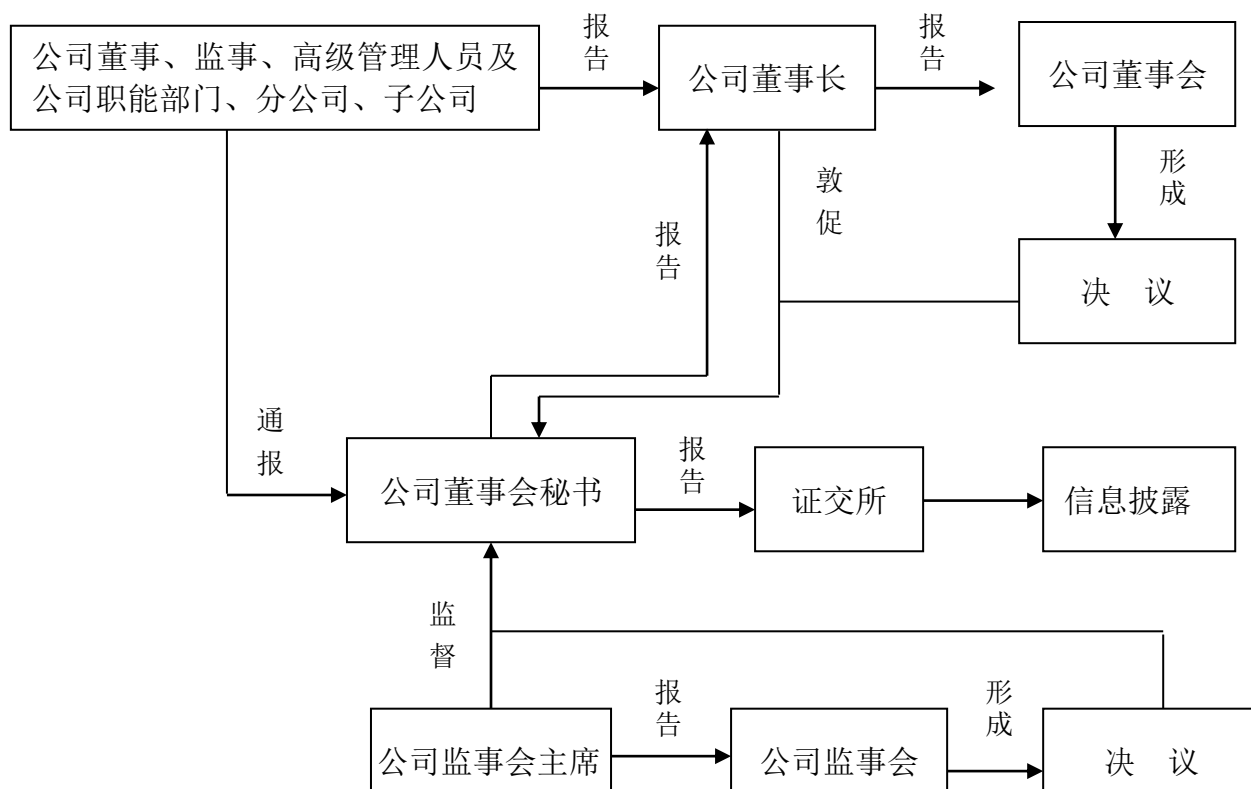 报告
报告
公司董事、监事、高级管理人员及
公司职能部门、分公司、子公司
公司董事长
公司董事会
形成
敦促
报告
决 议
通报
公司董事会秘书
报告
证交所
信息披露
监督
报告
形成
公司监事会主席
公司监事会
决 议